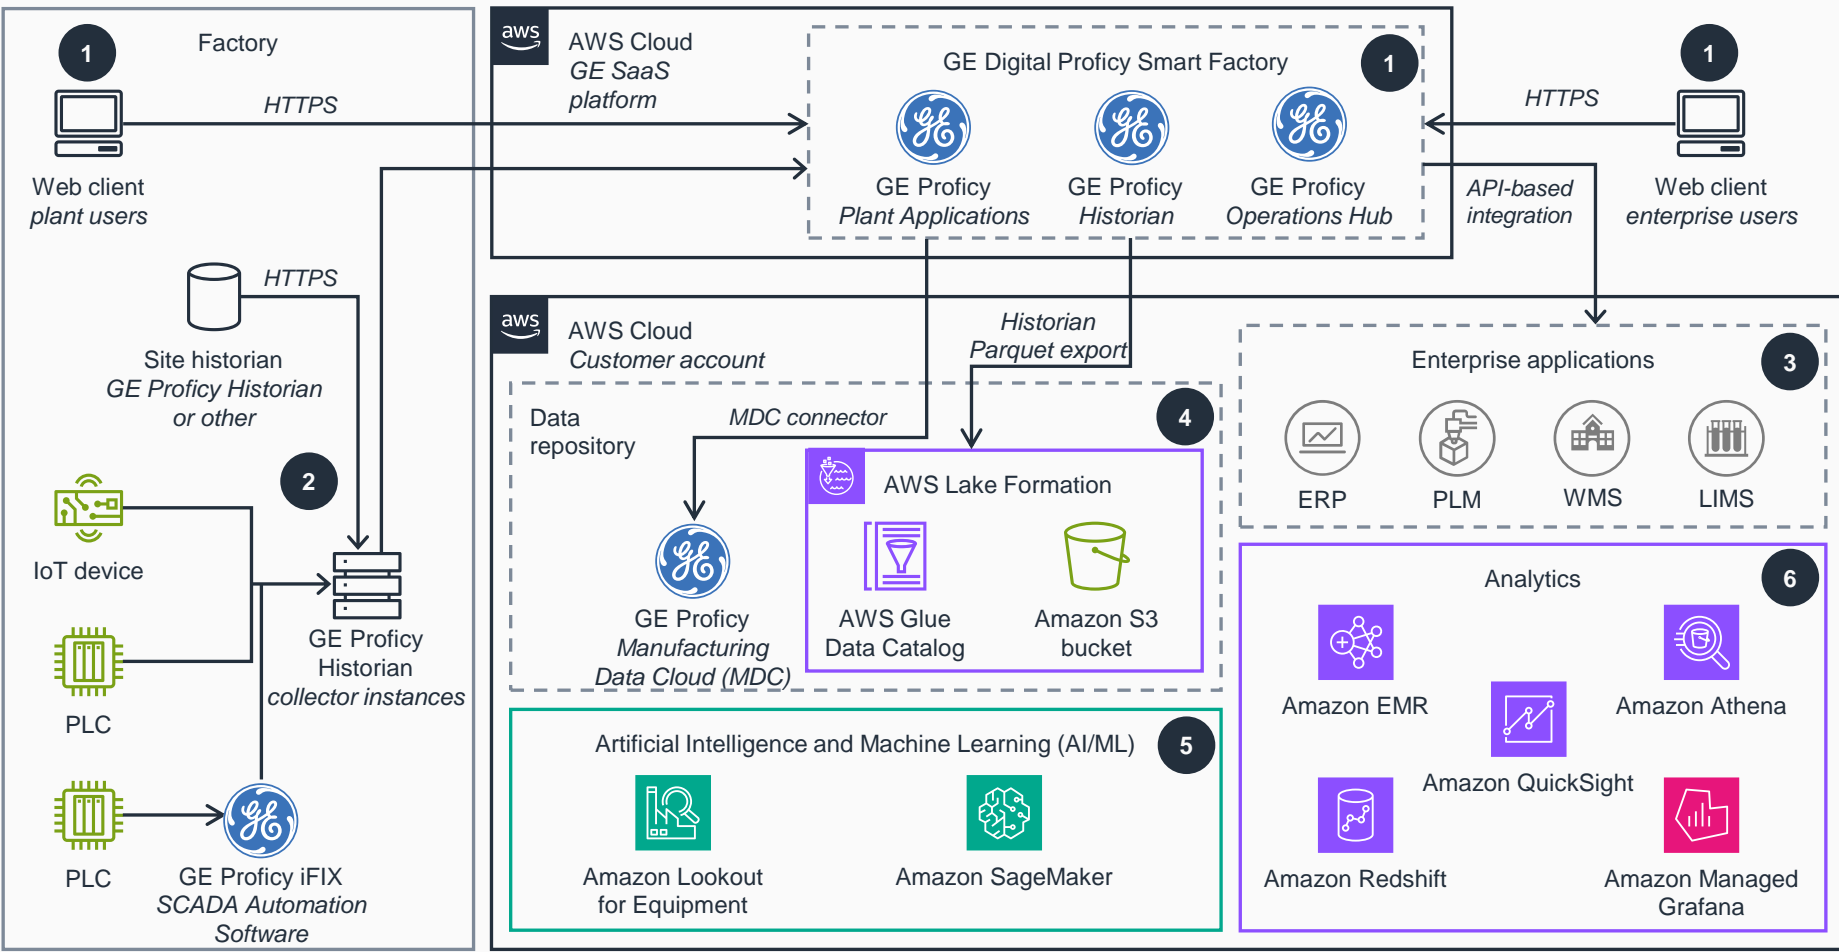 1
Factory
Web client
plant users
HTTPS
Site historian
GE Proficy Historian
or other
HTTPS
2
IoT device
PLC
PLC
GE Proficy
Historian
collector instances
GE Proficy iFIX
SCADA Automation
Software
aws
AWS Cloud
GE SaaS
platform
GE Digital Proficy Smart Factory
1
GE
GE Proficy
Plant Applications
GE
GE Proficy
Historian
GE
GE Proficy
Operations Hub
1
HTTPS
Web client
enterprise users
API-based
integration
aws
AWS Cloud
Customer account
Historian
Parquet export
Data
repository
MDC connector
4
GE
GE Proficy
Manufacturing
Data Cloud (MDC)
AWS Lake Formation
AWS Glue
Data Catalog
Amazon S3
bucket
Enterprise applications
3
ERP
PLM
WMS
LIMS
Artificial Intelligence and Machine Learning (AI/ML)
5
Amazon Lookout
for Equipment
Amazon SageMaker
Analytics
6
Amazon EMR
Amazon Athena
Amazon QuickSight
Amazon Redshift
Amazon Managed
Grafana
GE